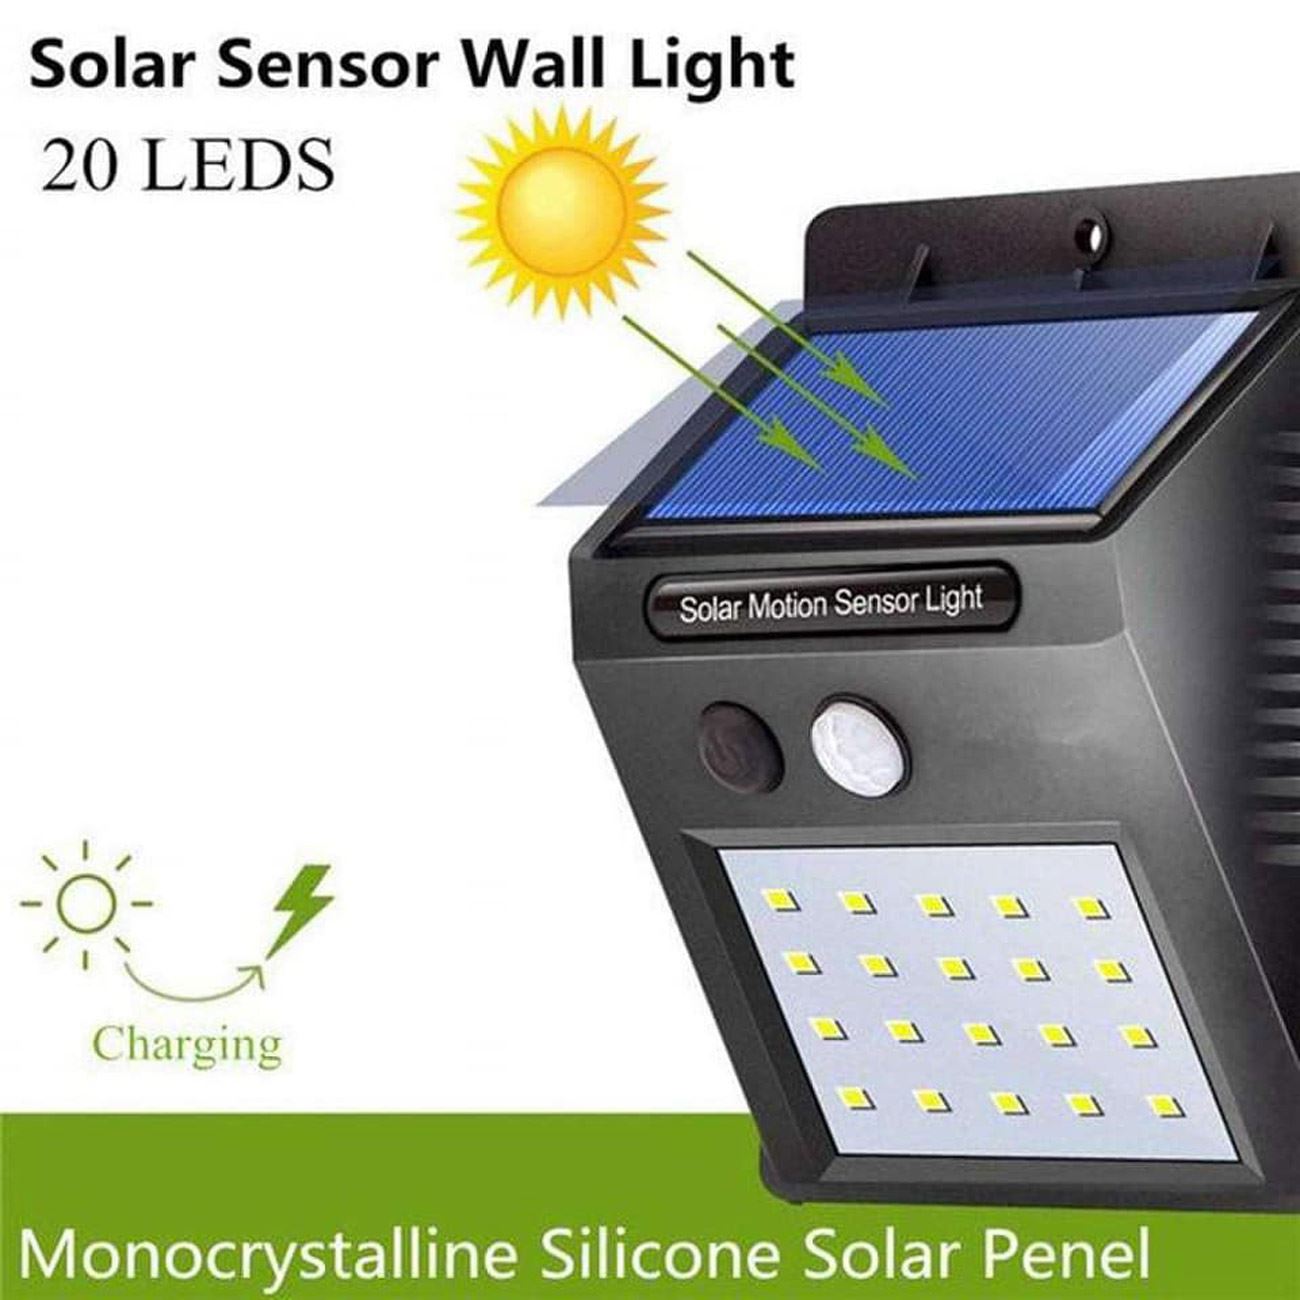 Solar Sensor Wall Light
20 LEDS
Solar Motion Sensor Light
Charging
Monocrystalline Silicone Solar Penel